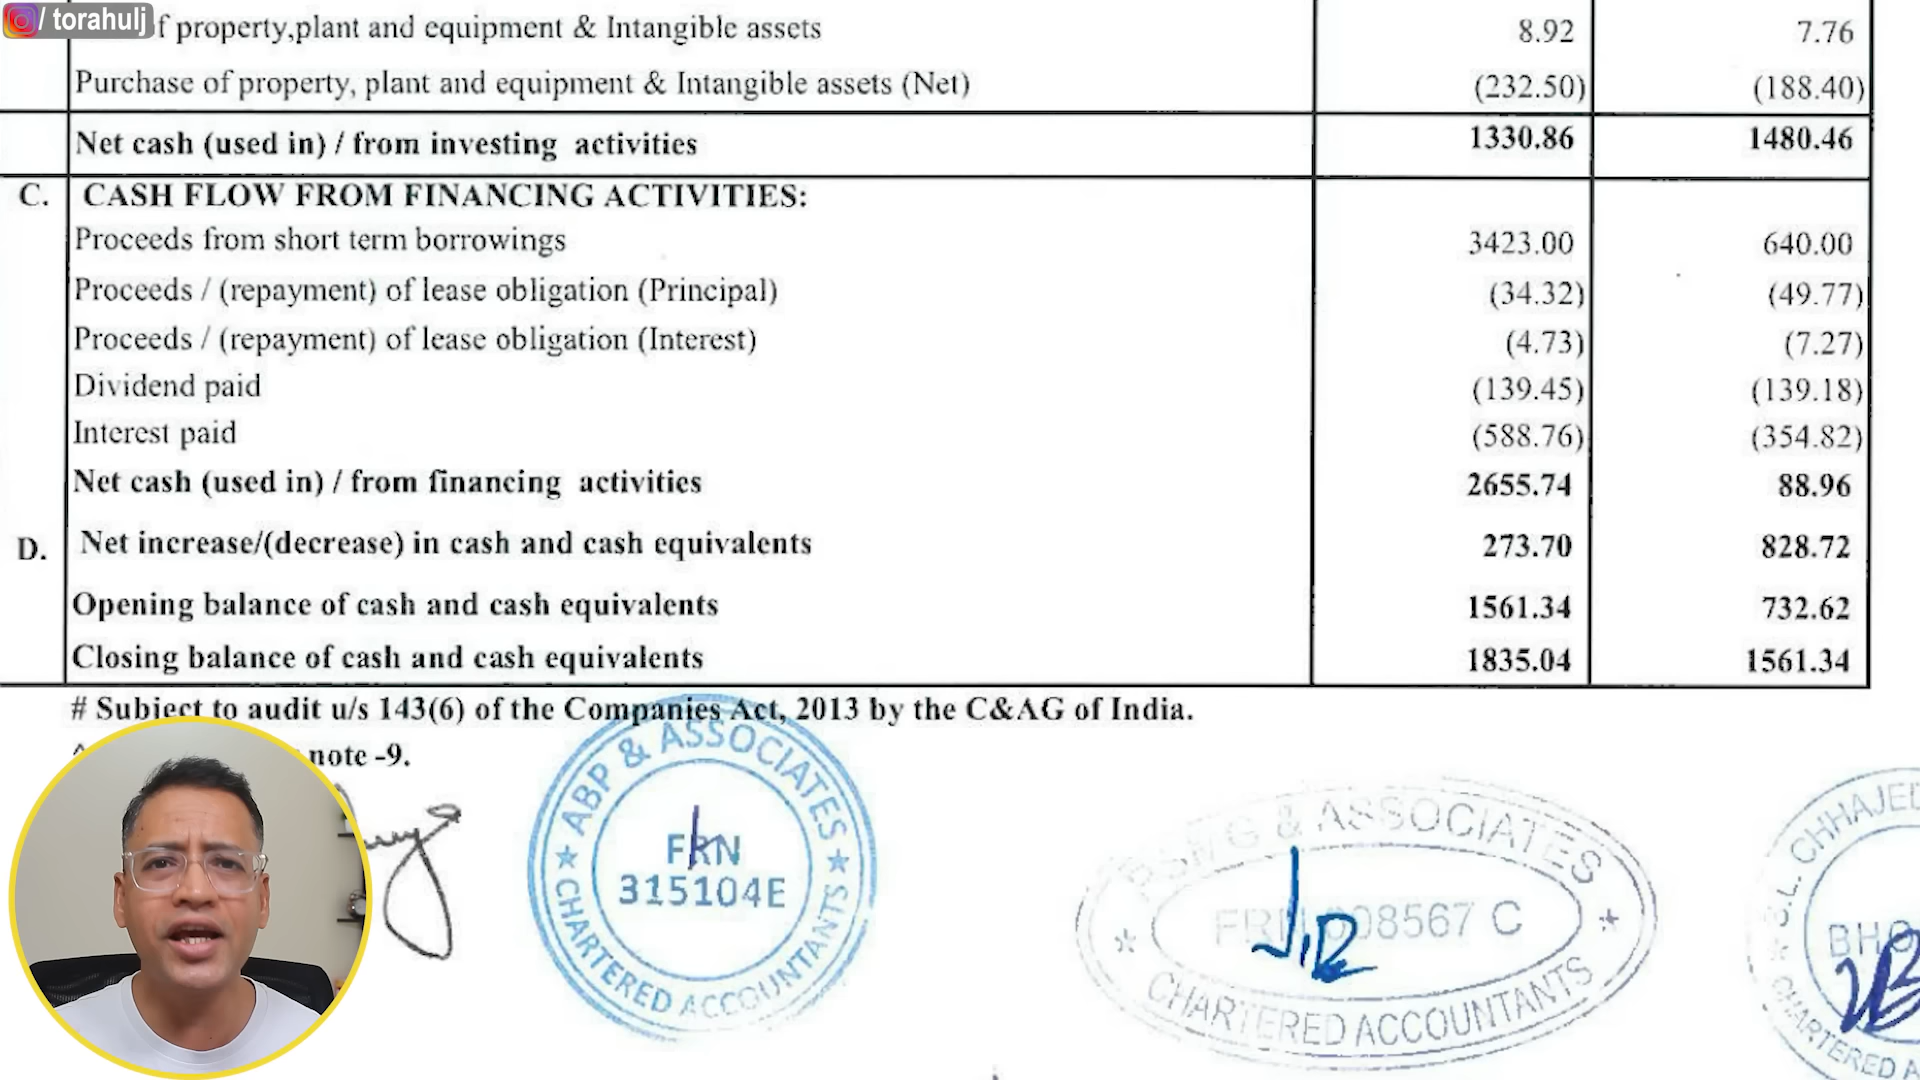 / torahulj
f property,plant and equipment & Intangible assets 8.92 7.76
Purchase of property, plant and equipment & Intangible assets (Net) (232.50) (188.40)
Net cash (used in) / from investing activities 1330.86 1480.46
C. CASH FLOW FROM FINANCING ACTIVITIES:
Proceeds from short term borrowings 3423.00 640.00
Proceeds / (repayment) of lease obligation (Principal) (34.32) (49.77)
Proceeds / (repayment) of lease obligation (Interest) (4.73) (7.27)
Dividend paid (139.45) (139.18)
Interest paid (588.76) (354.82)
Net cash (used in) / from financing activities 2655.74 88.96
D. Net increase/(decrease) in cash and cash equivalents 273.70 828.72
Opening balance of cash and cash equivalents 1561.34 732.62
Closing balance of cash and cash equivalents 1835.04 1561.34
# Subject to audit u/s 143(6) of the Companies Act, 2013 by the C&AG of India.
note -9.
ABP & ASSOCIATES
FRN
315104E
CHARTERED ACCOUNTANTS
& ASSOCIATES
08567 C
CHARTERED ACCOUNTANTS
S.L. CHHAJED
BHO
CHARTERED A